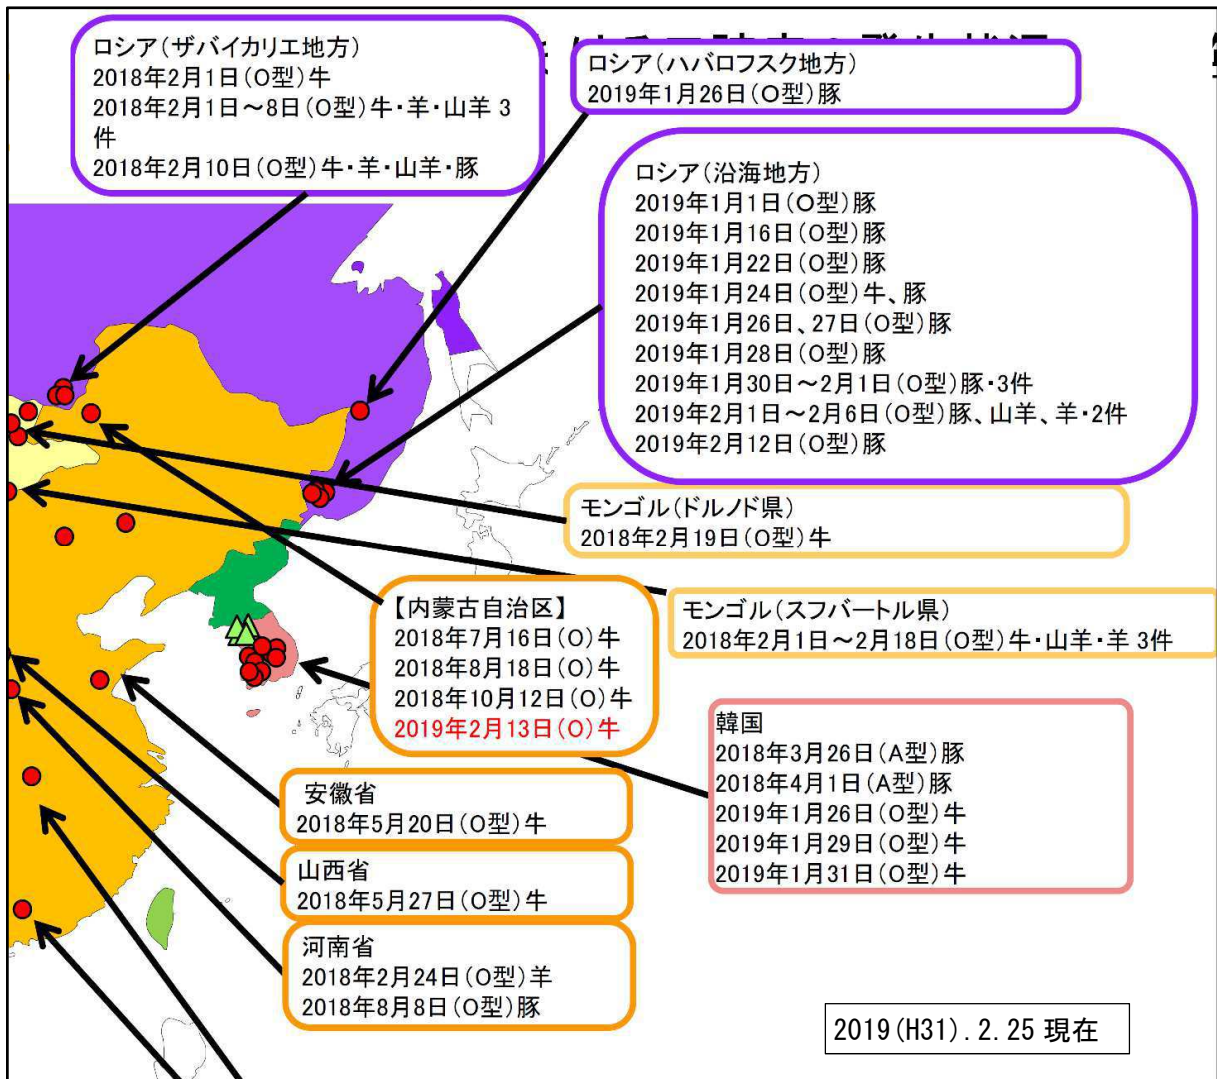 ロシア(ザバイカリエ地方)
2018年2月1日(O型)牛
2018年2月1日～8日(O型)牛・羊・山羊 3
件
2018年2月10日(O型)牛・羊・山羊・豚
ロシア(ハバロフスク地方)
2019年1月26日(O型)豚
ロシア(沿海地方)
2019年1月1日(O型)豚
2019年1月16日(O型)豚
2019年1月22日(O型)豚
2019年1月24日(O型)牛、豚
2019年1月26日、27日(O型)豚
2019年1月28日(O型)豚
2019年1月30日～2月1日(O型)豚・3件
2019年2月1日～2月6日(O型)豚、山羊、羊・2件
2019年2月12日(O型)豚
モンゴル(ドルノド県)
2018年2月19日(O型)牛
モンゴル(スフバートル県)
2018年2月1日～2月18日(O型)牛・山羊・羊 3件
【内蒙古自治区】
2018年7月16日(O)牛
2018年8月18日(O)牛
2018年10月12日(O)牛
2019年2月13日(O)牛
韓国
2018年3月26日(A型)豚
2018年4月1日(A型)豚
2019年1月26日(O型)牛
2019年1月29日(O型)牛
2019年1月31日(O型)牛
安徽省
2018年5月20日(O型)牛
山西省
2018年5月27日(O型)牛
河南省
2018年2月24日(O型)羊
2018年8月8日(O型)豚
2019(H31).2.25 現在